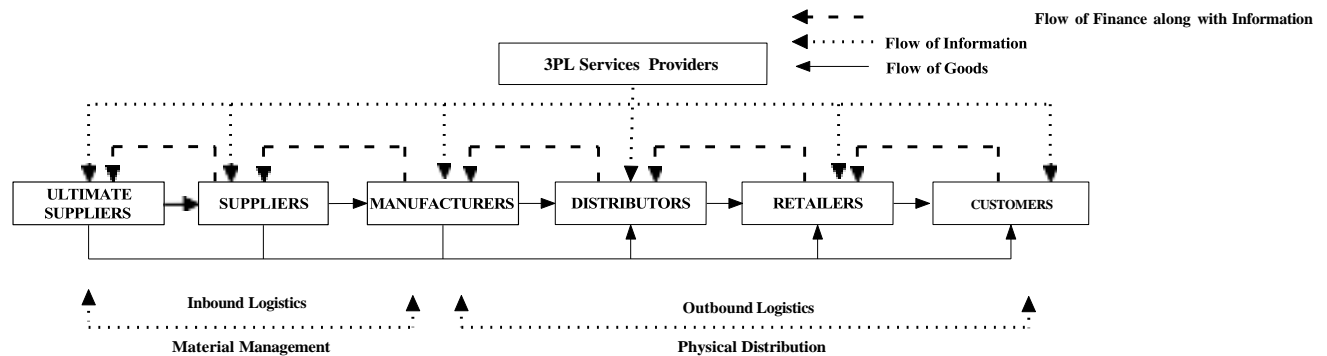 Flow of Finance along with Information
Flow of Information
3PL Services Providers
Flow of Goods
ULTIMATE
SUPPLIERS
SUPPLIERS
MANUFACTURERS
DISTRIBUTORS
RETAILERS
CUSTOMERS
Inbound Logistics
Outbound Logistics
Material Management
Physical Distribution